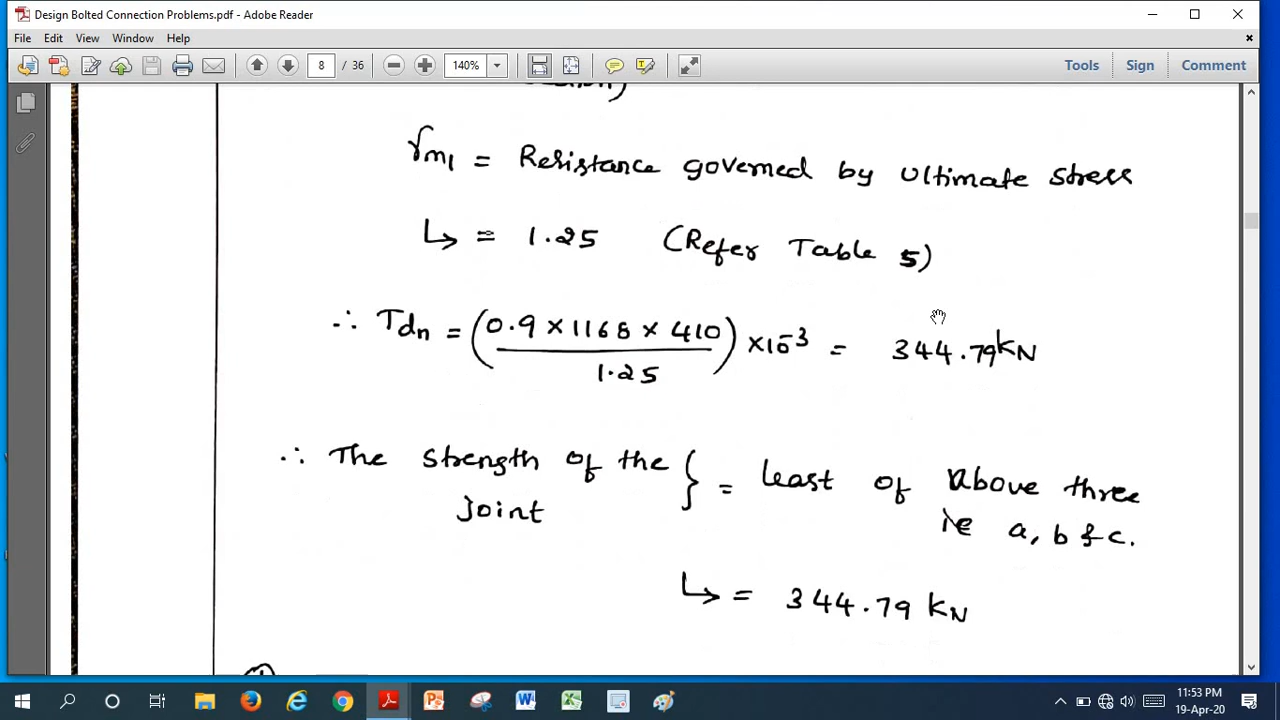 Design Bolted Connection Problems.pdf - Adobe Reader
File Edit View Window Help
8 / 36 140% Tools Sign Comment
γm1 = Resistance governed by ultimate stress
↳ = 1.25 (Refer Table 5)
∴ Tdn = (0.9 × 1168 × 410 / 1.25) × 10⁻³ = 344.79 kN
∴ The strength of the joint } = least of above three
ie a, b & c.
↳ = 344.79 kN
11:53 PM
19-Apr-20